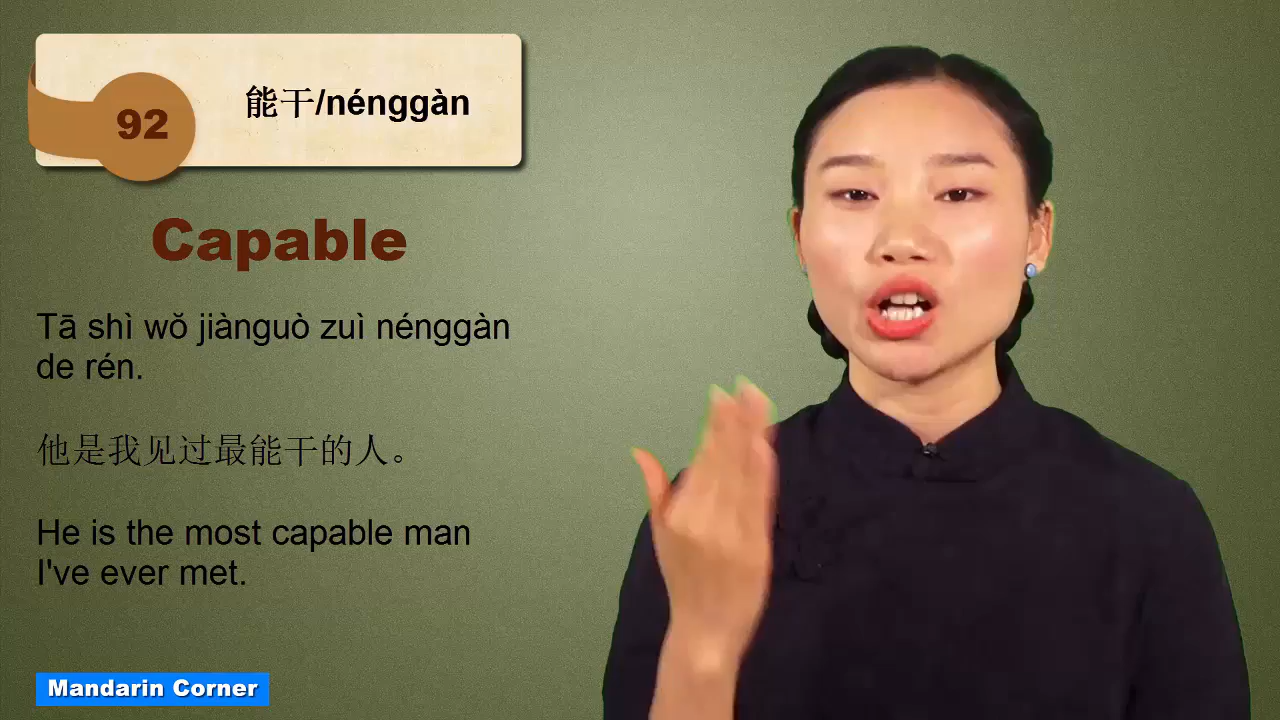 92
能干/nénggàn
Capable
Tā shì wǒ jiànguò zuì nénggàn
de rén.
他是我见过最能干的人。
He is the most capable man
I've ever met.
Mandarin Corner